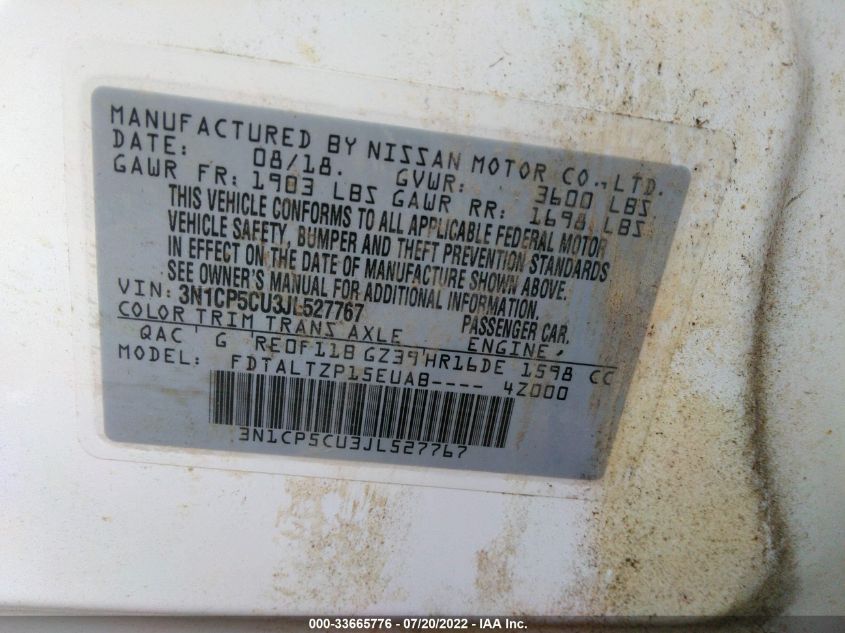 MANUFACTURED BY NISSAN MOTOR CO., LTD.
DATE: 08/18. GVWR: 3600 LBS
GAWR FR: 1903 LBS GAWR RR: 1698 LBS
THIS VEHICLE CONFORMS TO ALL APPLICABLE FEDERAL MOTOR
VEHICLE SAFETY, BUMPER AND THEFT PREVENTION STANDARDS
IN EFFECT ON THE DATE OF MANUFACTURE SHOWN ABOVE.
SEE OWNER'S MANUAL FOR ADDITIONAL INFORMATION.
VIN: 3N1CP5CU3JL527767 PASSENGER CAR.
COLOR TRIM TRANS AXLE ENGINE,
QAC G RE0F11B GZ39 HR16DE 1598 CC
MODEL: FDTALTZP15EUAB---- 4Z000
3N1CP5CU3JL527767
000-33665776 - 07/20/2022 - IAA Inc.